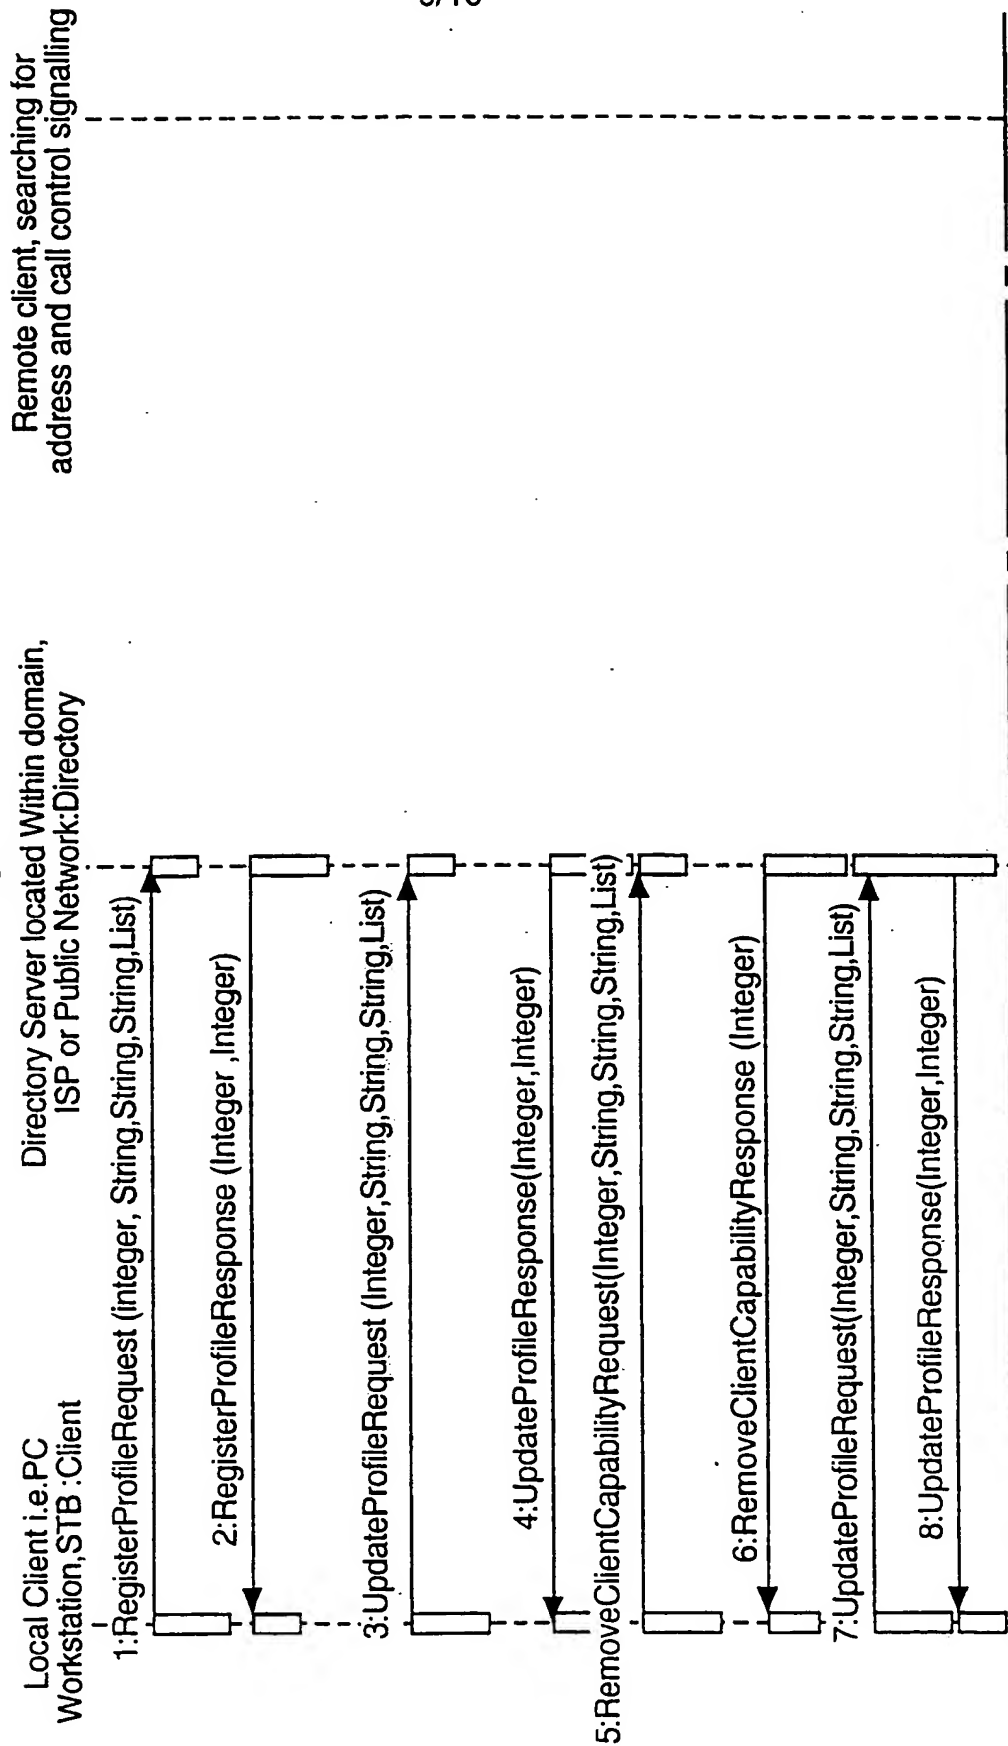 Local Client i.e.PC
Workstation,STB :Client
Directory Server located Within domain,
ISP or Public Network:Directory
Remote client, searching for
address and call control signalling
1:RegisterProfileRequest (integer, String,String,String,List)
2:RegisterProfileResponse (Integer ,Integer)
3:UpdateProfileRequest (Integer,String,String,String,List)
4:UpdateProfileResponse(Integer,Integer)
5:RemoveClientCapabilityRequest(Integer,String,String,String,List)
6:RemoveClientCapabilityResponse (Integer)
7:UpdateProfileRequest(Integer,String,String,String,List)
8:UpdateProfileResponse(Integer,Integer)